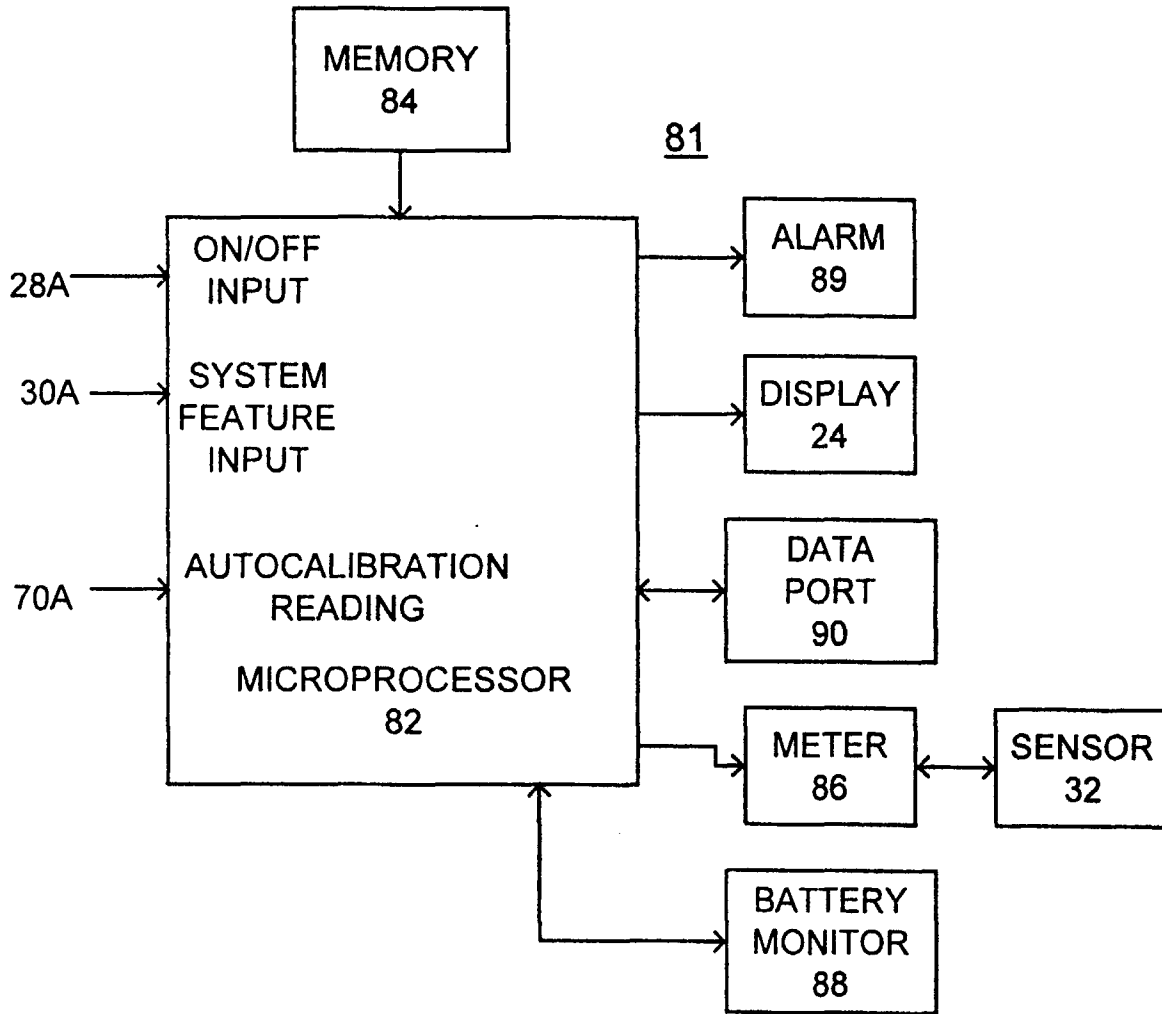 MEMORY
84
81
28A
ON/OFF
INPUT
30A
SYSTEM
FEATURE
INPUT
70A
AUTOCALIBRATION
READING
MICROPROCESSOR
82
ALARM
89
DISPLAY
24
DATA
PORT
90
METER
86
SENSOR
32
BATTERY
MONITOR
88